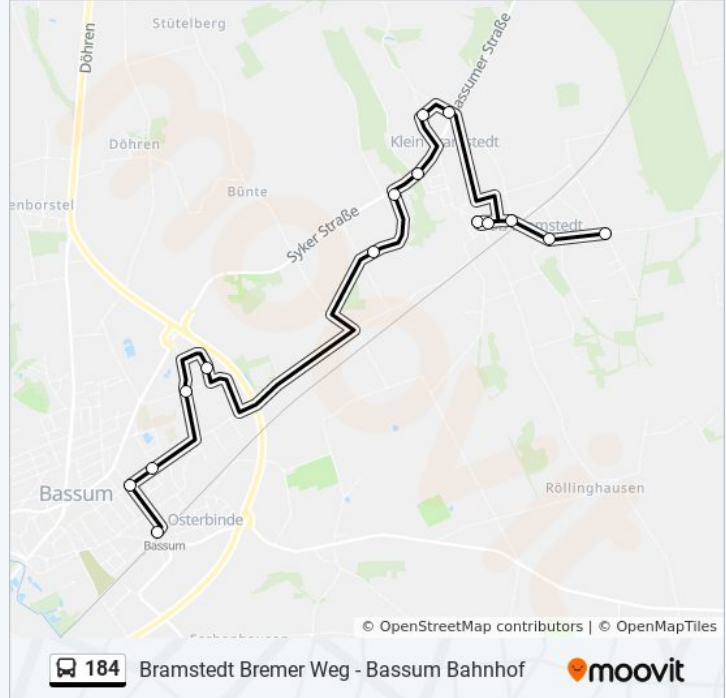 Stütelberg
Döhren
Bassumer Straße
Döhren
Bünte
enborstel
Syker Straße
Röllinghausen
Bassum
Osterbinde
Bassum
© OpenStreetMap contributors | © OpenMapTiles
184 Bramstedt Bremer Weg - Bassum Bahnhof moovit